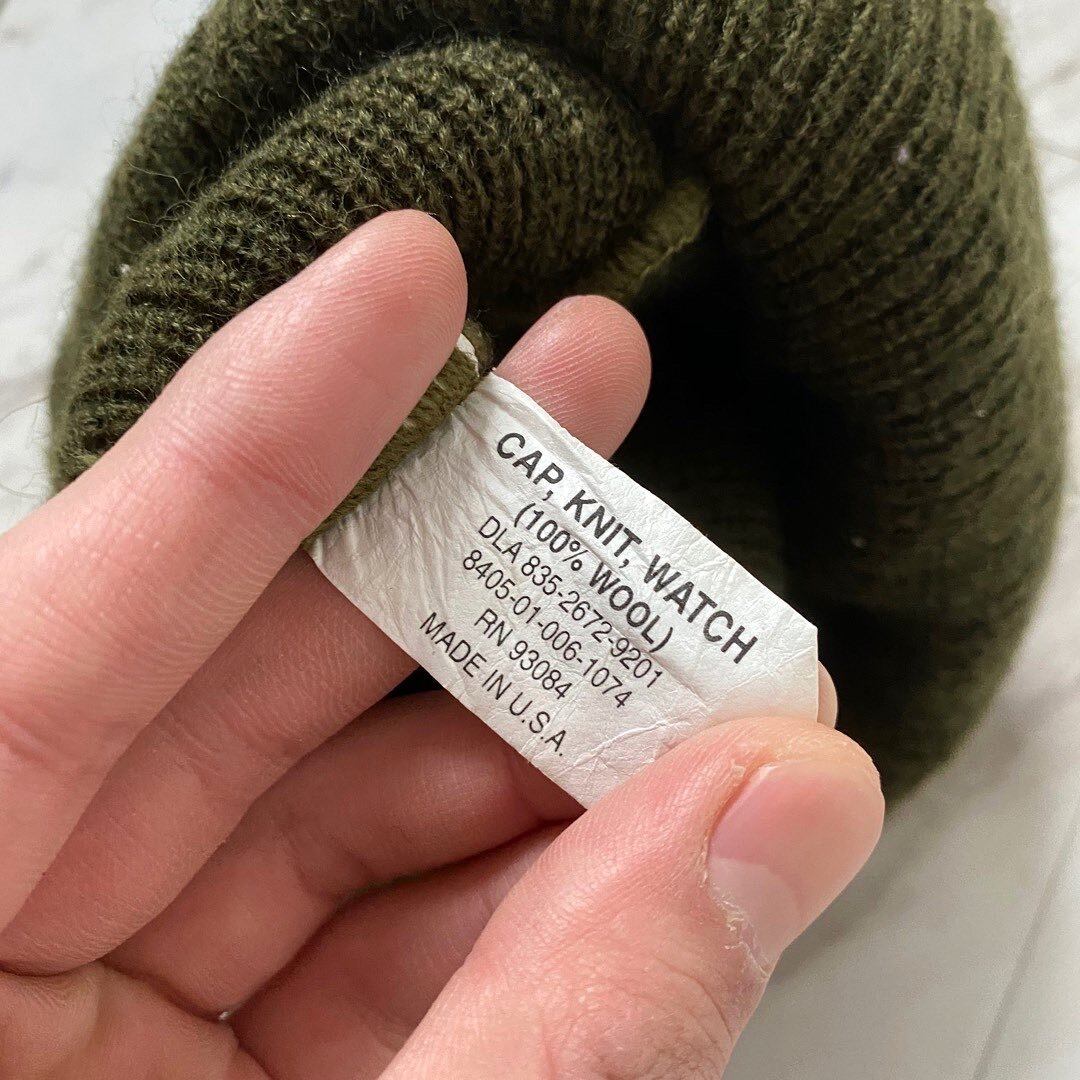 CAP, KNIT, WATCH
(100% WOOL)
DLA 835-2672-9201
8405-01-006-1074
RN 93084
MADE IN U.S.A.